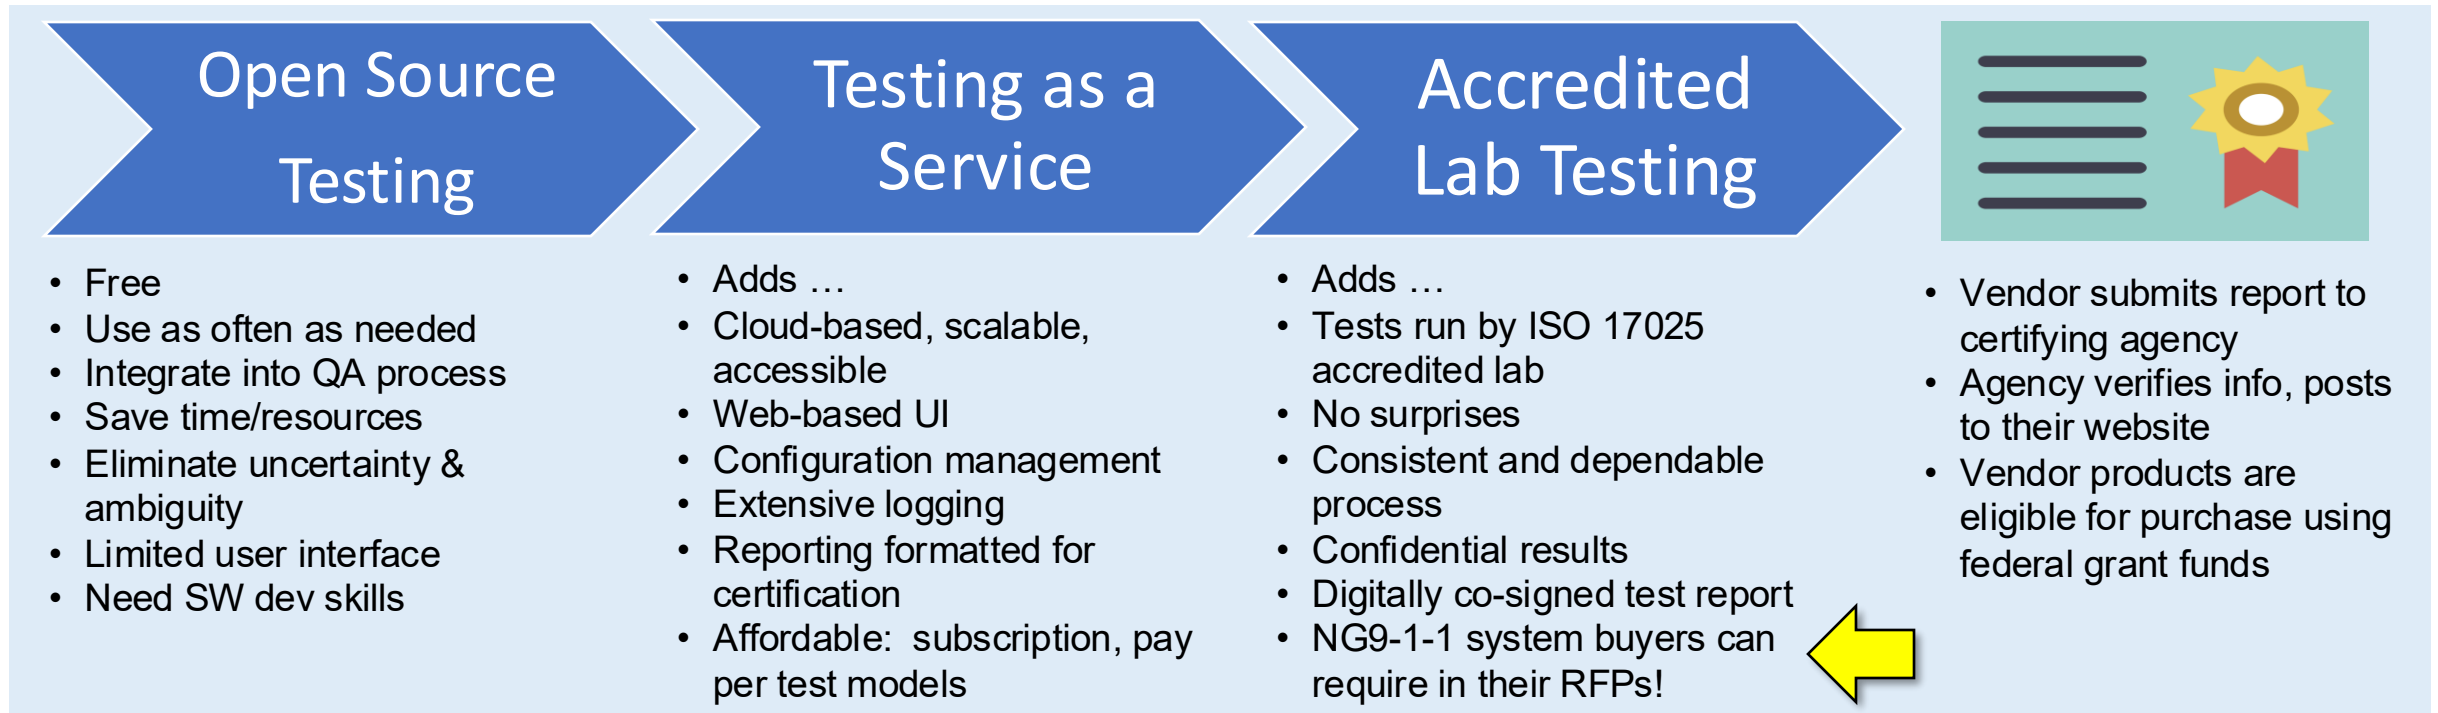 Open Source
Testing
• Free
• Use as often as needed
• Integrate into QA process
• Save time/resources
• Eliminate uncertainty &
ambiguity
• Limited user interface
• Need SW dev skills
Testing as a
Service
• Adds …
• Cloud-based, scalable,
accessible
• Web-based UI
• Configuration management
• Extensive logging
• Reporting formatted for
certification
• Affordable:  subscription, pay
per test models
Accredited
Lab Testing
• Adds …
• Tests run by ISO 17025
accredited lab
• No surprises
• Consistent and dependable
process
• Confidential results
• Digitally co-signed test report
• NG9-1-1 system buyers can
require in their RFPs!
• Vendor submits report to
certifying agency
• Agency verifies info, posts
to their website
• Vendor products are
eligible for purchase using
federal grant funds